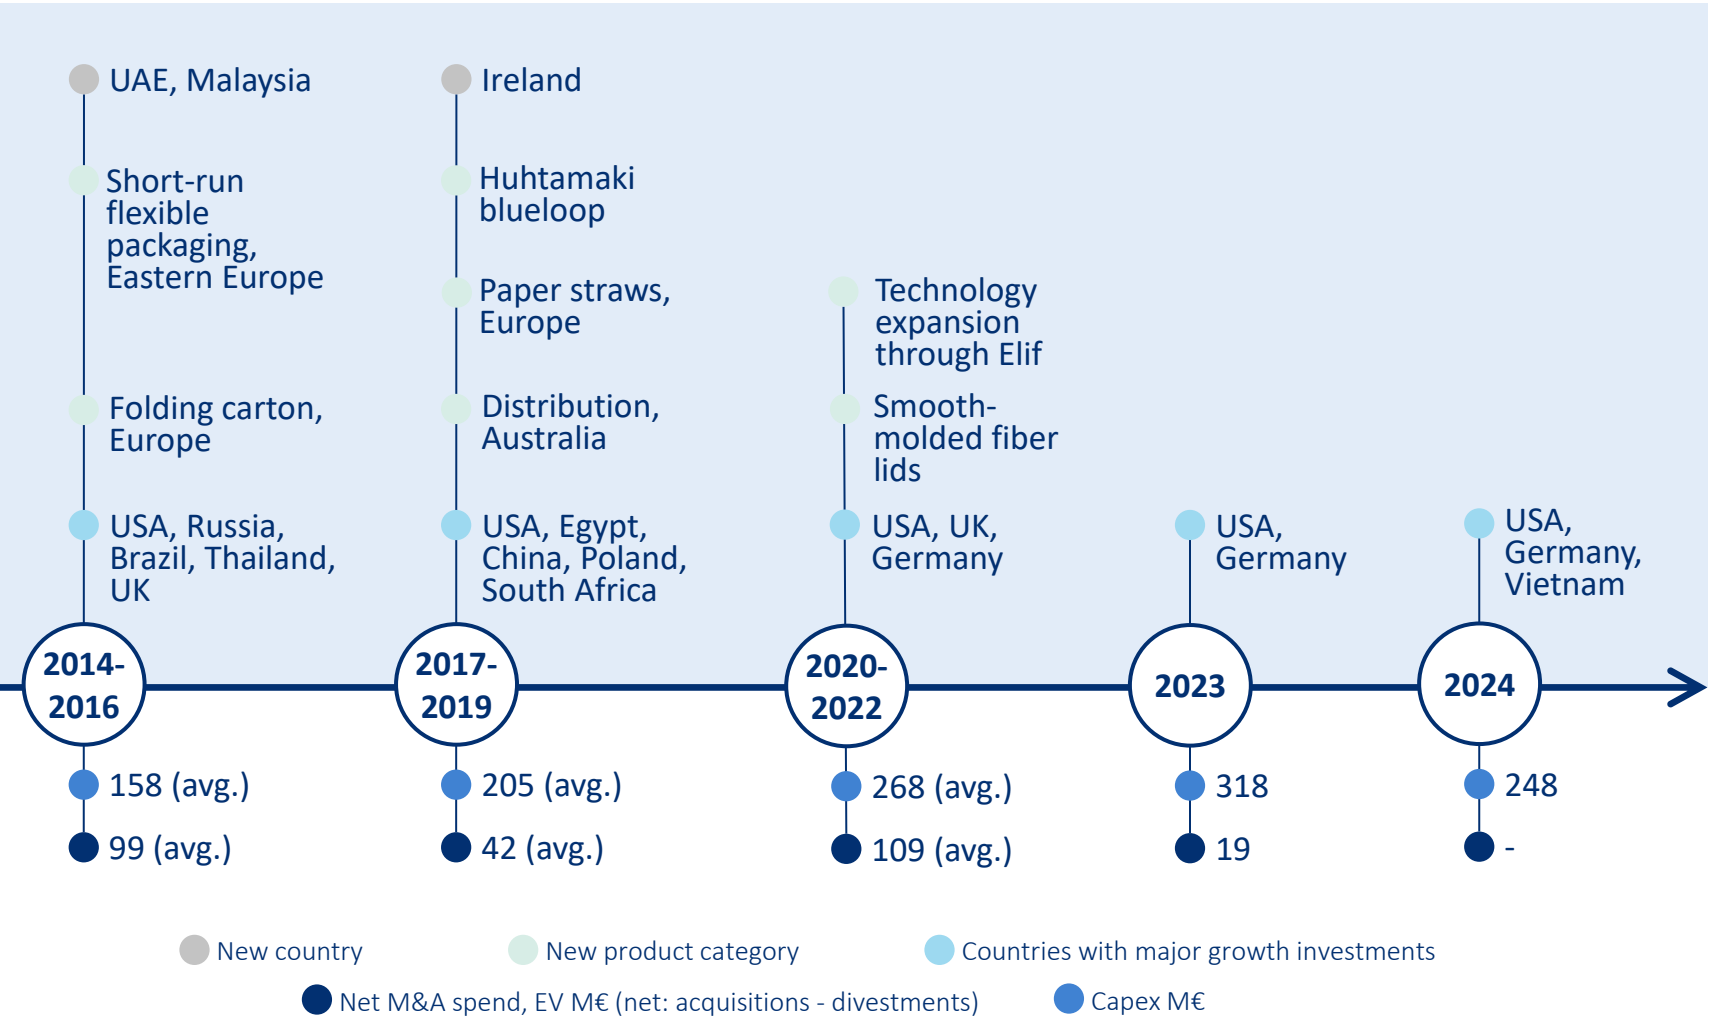 UAE, Malaysia
Short-run
flexible
packaging,
Eastern Europe
Folding carton,
Europe
USA, Russia,
Brazil, Thailand,
UK
2014-
2016
158 (avg.)
99 (avg.)
Ireland
Huhtamaki
blueloop
Paper straws,
Europe
Distribution,
Australia
USA, Egypt,
China, Poland,
South Africa
2017-
2019
205 (avg.)
42 (avg.)
Technology
expansion
through Elif
Smooth-
molded fiber
lids
USA, UK,
Germany
2020-
2022
268 (avg.)
109 (avg.)
USA,
Germany
2023
318
19
USA,
Germany,
Vietnam
2024
248
-
New country
New product category
Countries with major growth investments
Net M&A spend, EV M€ (net: acquisitions - divestments)
Capex M€